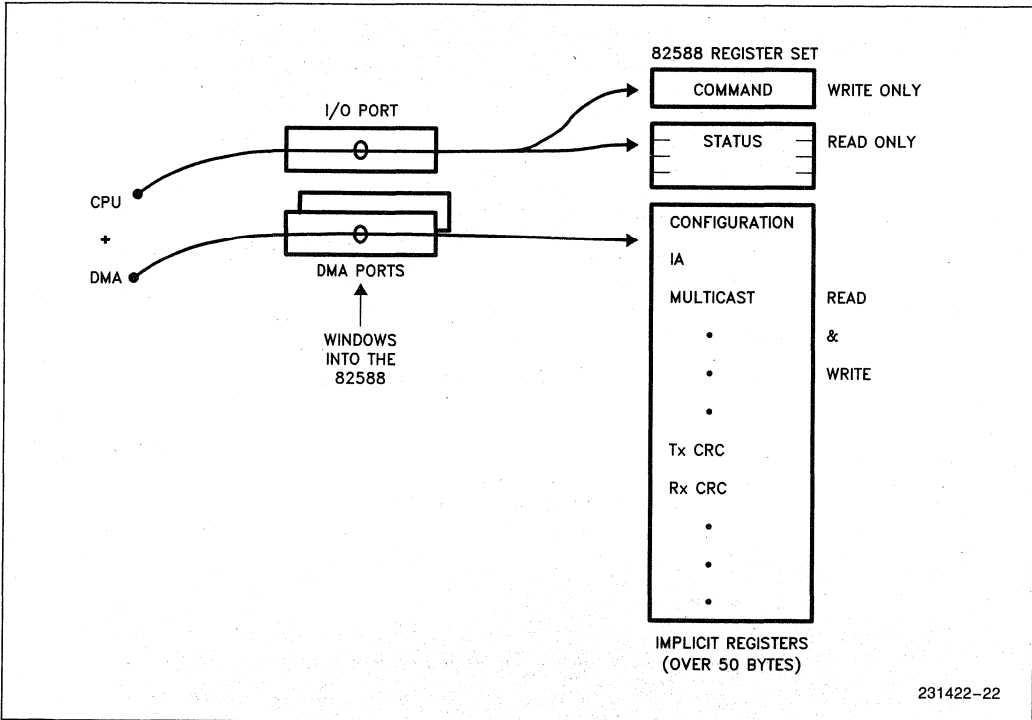 82588 REGISTER SET
COMMAND
WRITE ONLY
I/O PORT
STATUS
READ ONLY
CPU
+
DMA
DMA PORTS
WINDOWS
INTO THE
82588
CONFIGURATION
IA
MULTICAST
READ
&
WRITE
Tx CRC
Rx CRC
IMPLICIT REGISTERS
(OVER 50 BYTES)
231422-22